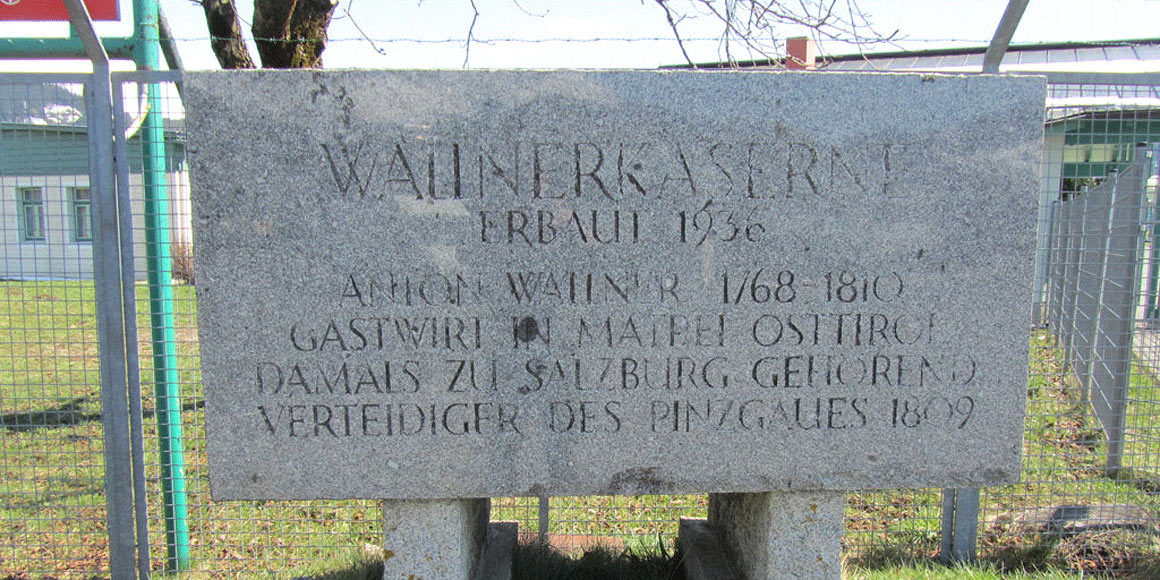 WALLNERKASERNE
ERBAUT 1936
ANTON WALLNER 1768-1810
GASTWIRT IN MATREI OSTTIROL
DAMALS ZU SALZBURG GEHÖREND
VERTEIDIGER DES PINZGAUES 1809